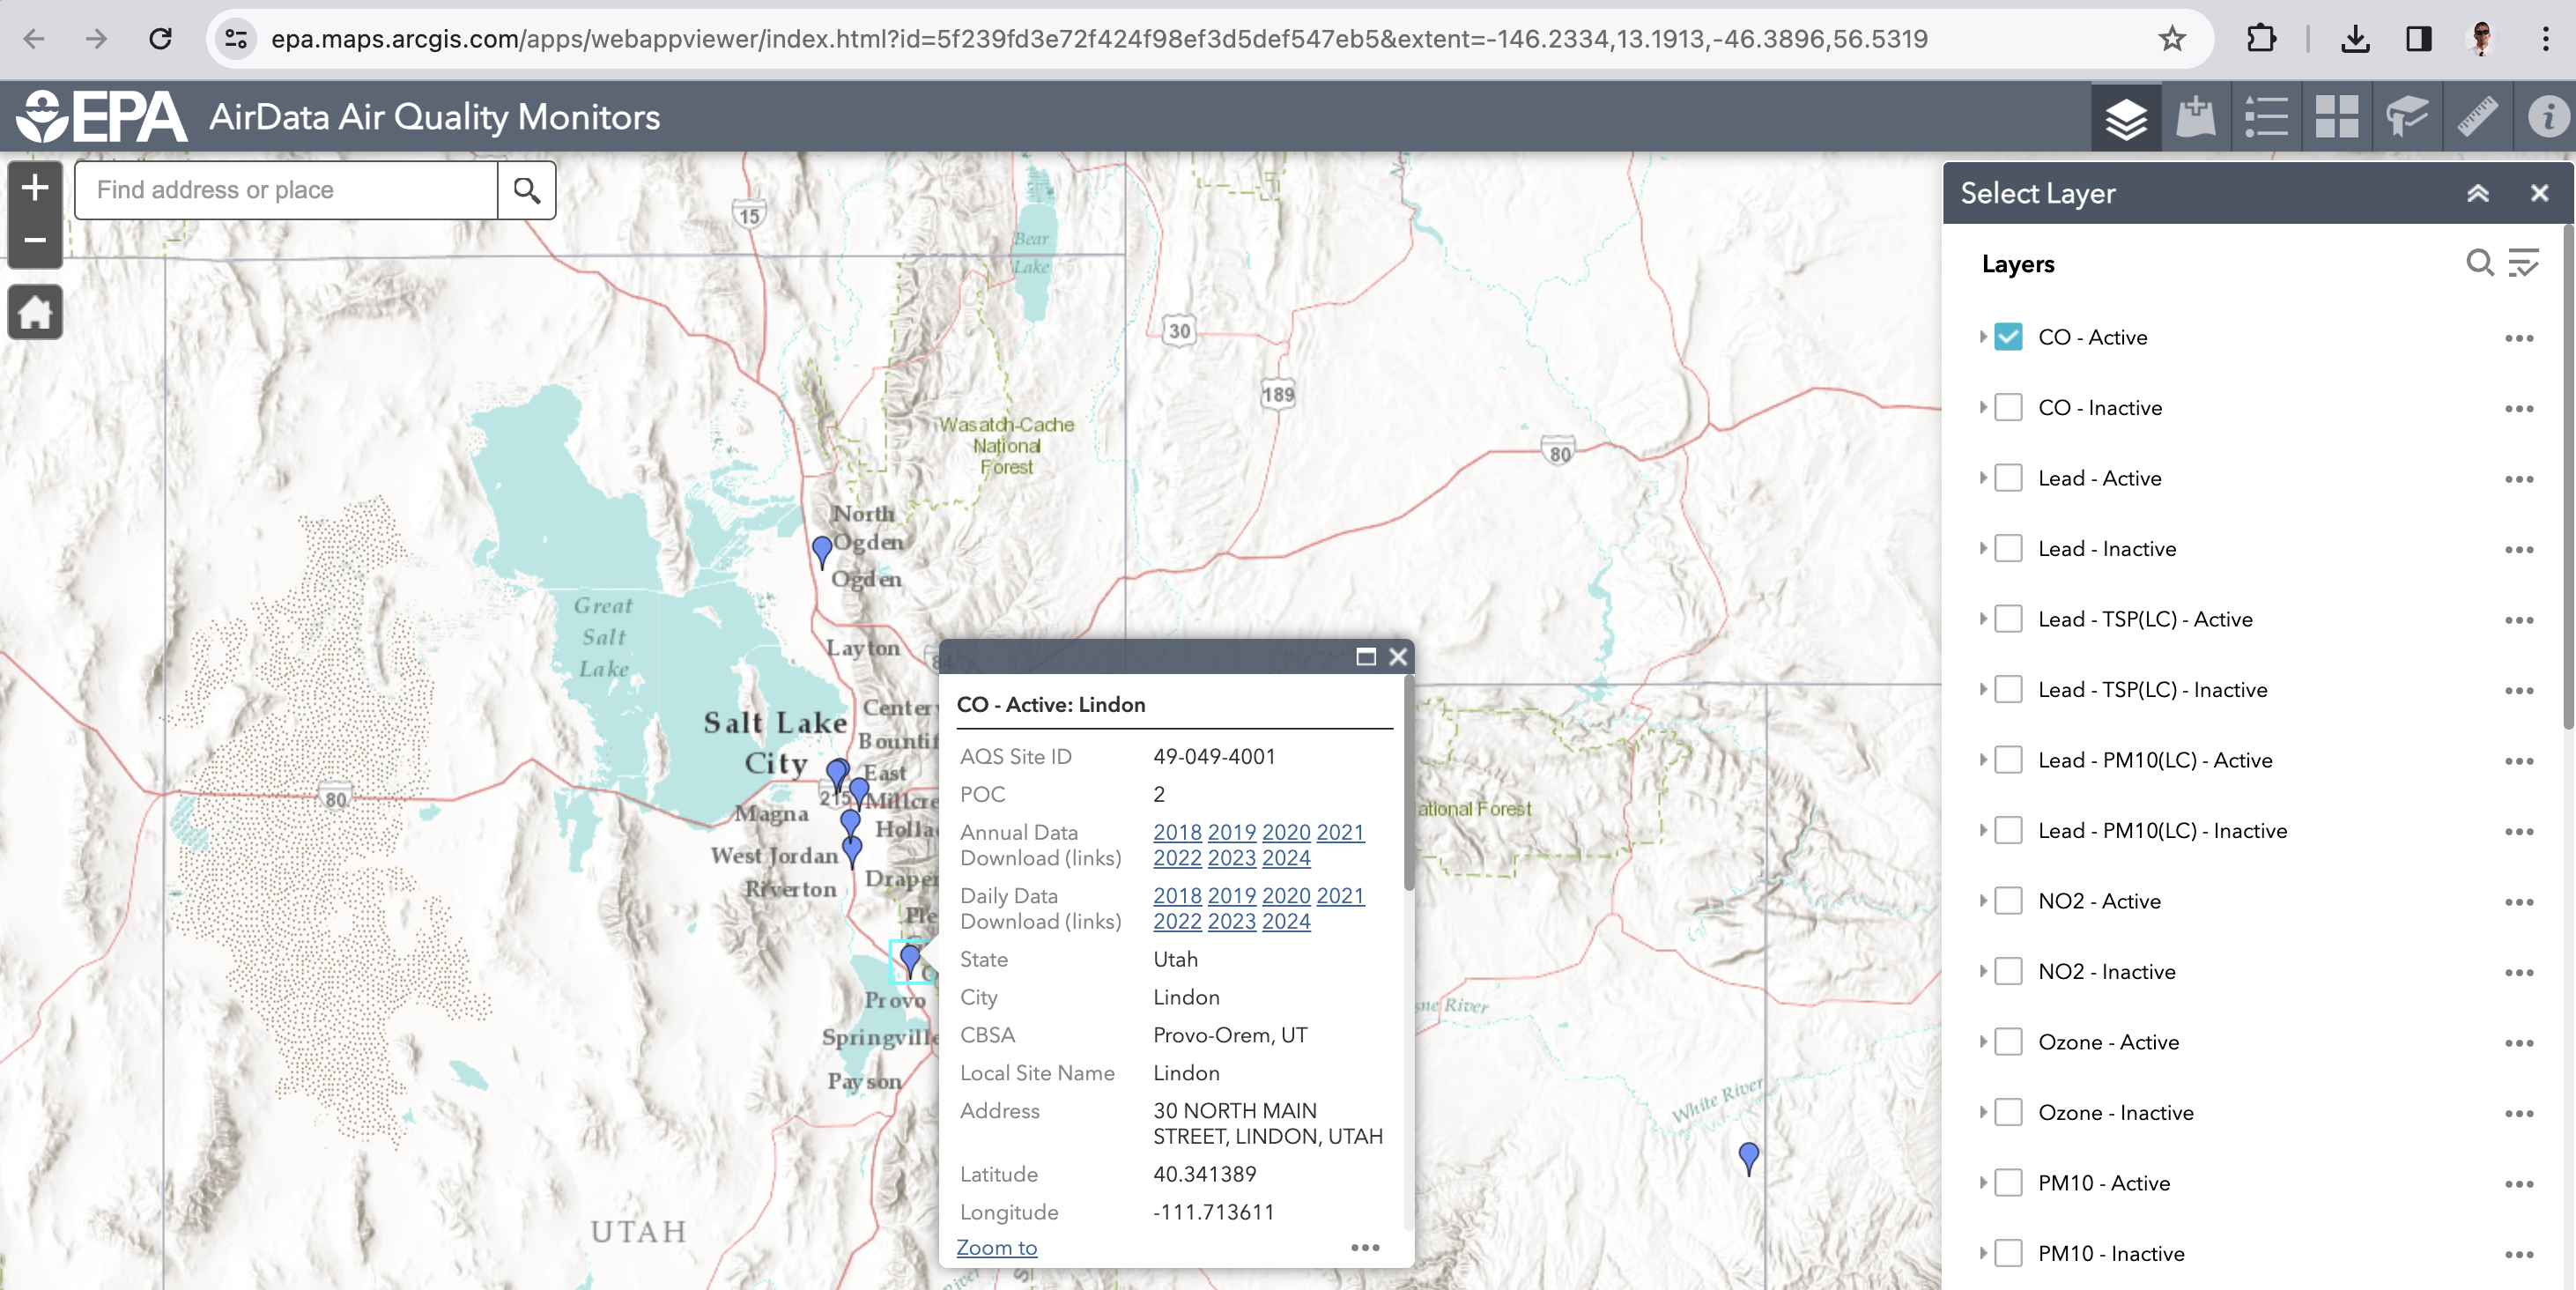 epa.maps.arcgis.com/apps/webappviewer/index.html?id=5f239fd3e72f424f98ef3d5def547eb5&extent=-146.2334,13.1913,-46.3896,56.5319
EPA AirData Air Quality Monitors
Find address or place
15
Bear
Lake
30
189
80
Wasatch-Cache
National
Forest
North
Ogden
Ogden
Great
Salt
Lake
Layton
84
Salt Lake
City
Centerv
Bountif
East
Millcre
215
80
Magna
Holla
West Jordan
Draper
Riverton
Ple
Provo
Springville
Payson
UTAH
ational Forest
ne River
White River
River
CO - Active: Lindon
AQS Site ID 49-049-4001
POC 2
Annual Data 2018 2019 2020 2021
Download (links) 2022 2023 2024
Daily Data 2018 2019 2020 2021
Download (links) 2022 2023 2024
State Utah
City Lindon
CBSA Provo-Orem, UT
Local Site Name Lindon
Address 30 NORTH MAIN
STREET, LINDON, UTAH
Latitude 40.341389
Longitude -111.713611
Zoom to
Select Layer
Layers
CO - Active
CO - Inactive
Lead - Active
Lead - Inactive
Lead - TSP(LC) - Active
Lead - TSP(LC) - Inactive
Lead - PM10(LC) - Active
Lead - PM10(LC) - Inactive
NO2 - Active
NO2 - Inactive
Ozone - Active
Ozone - Inactive
PM10 - Active
PM10 - Inactive